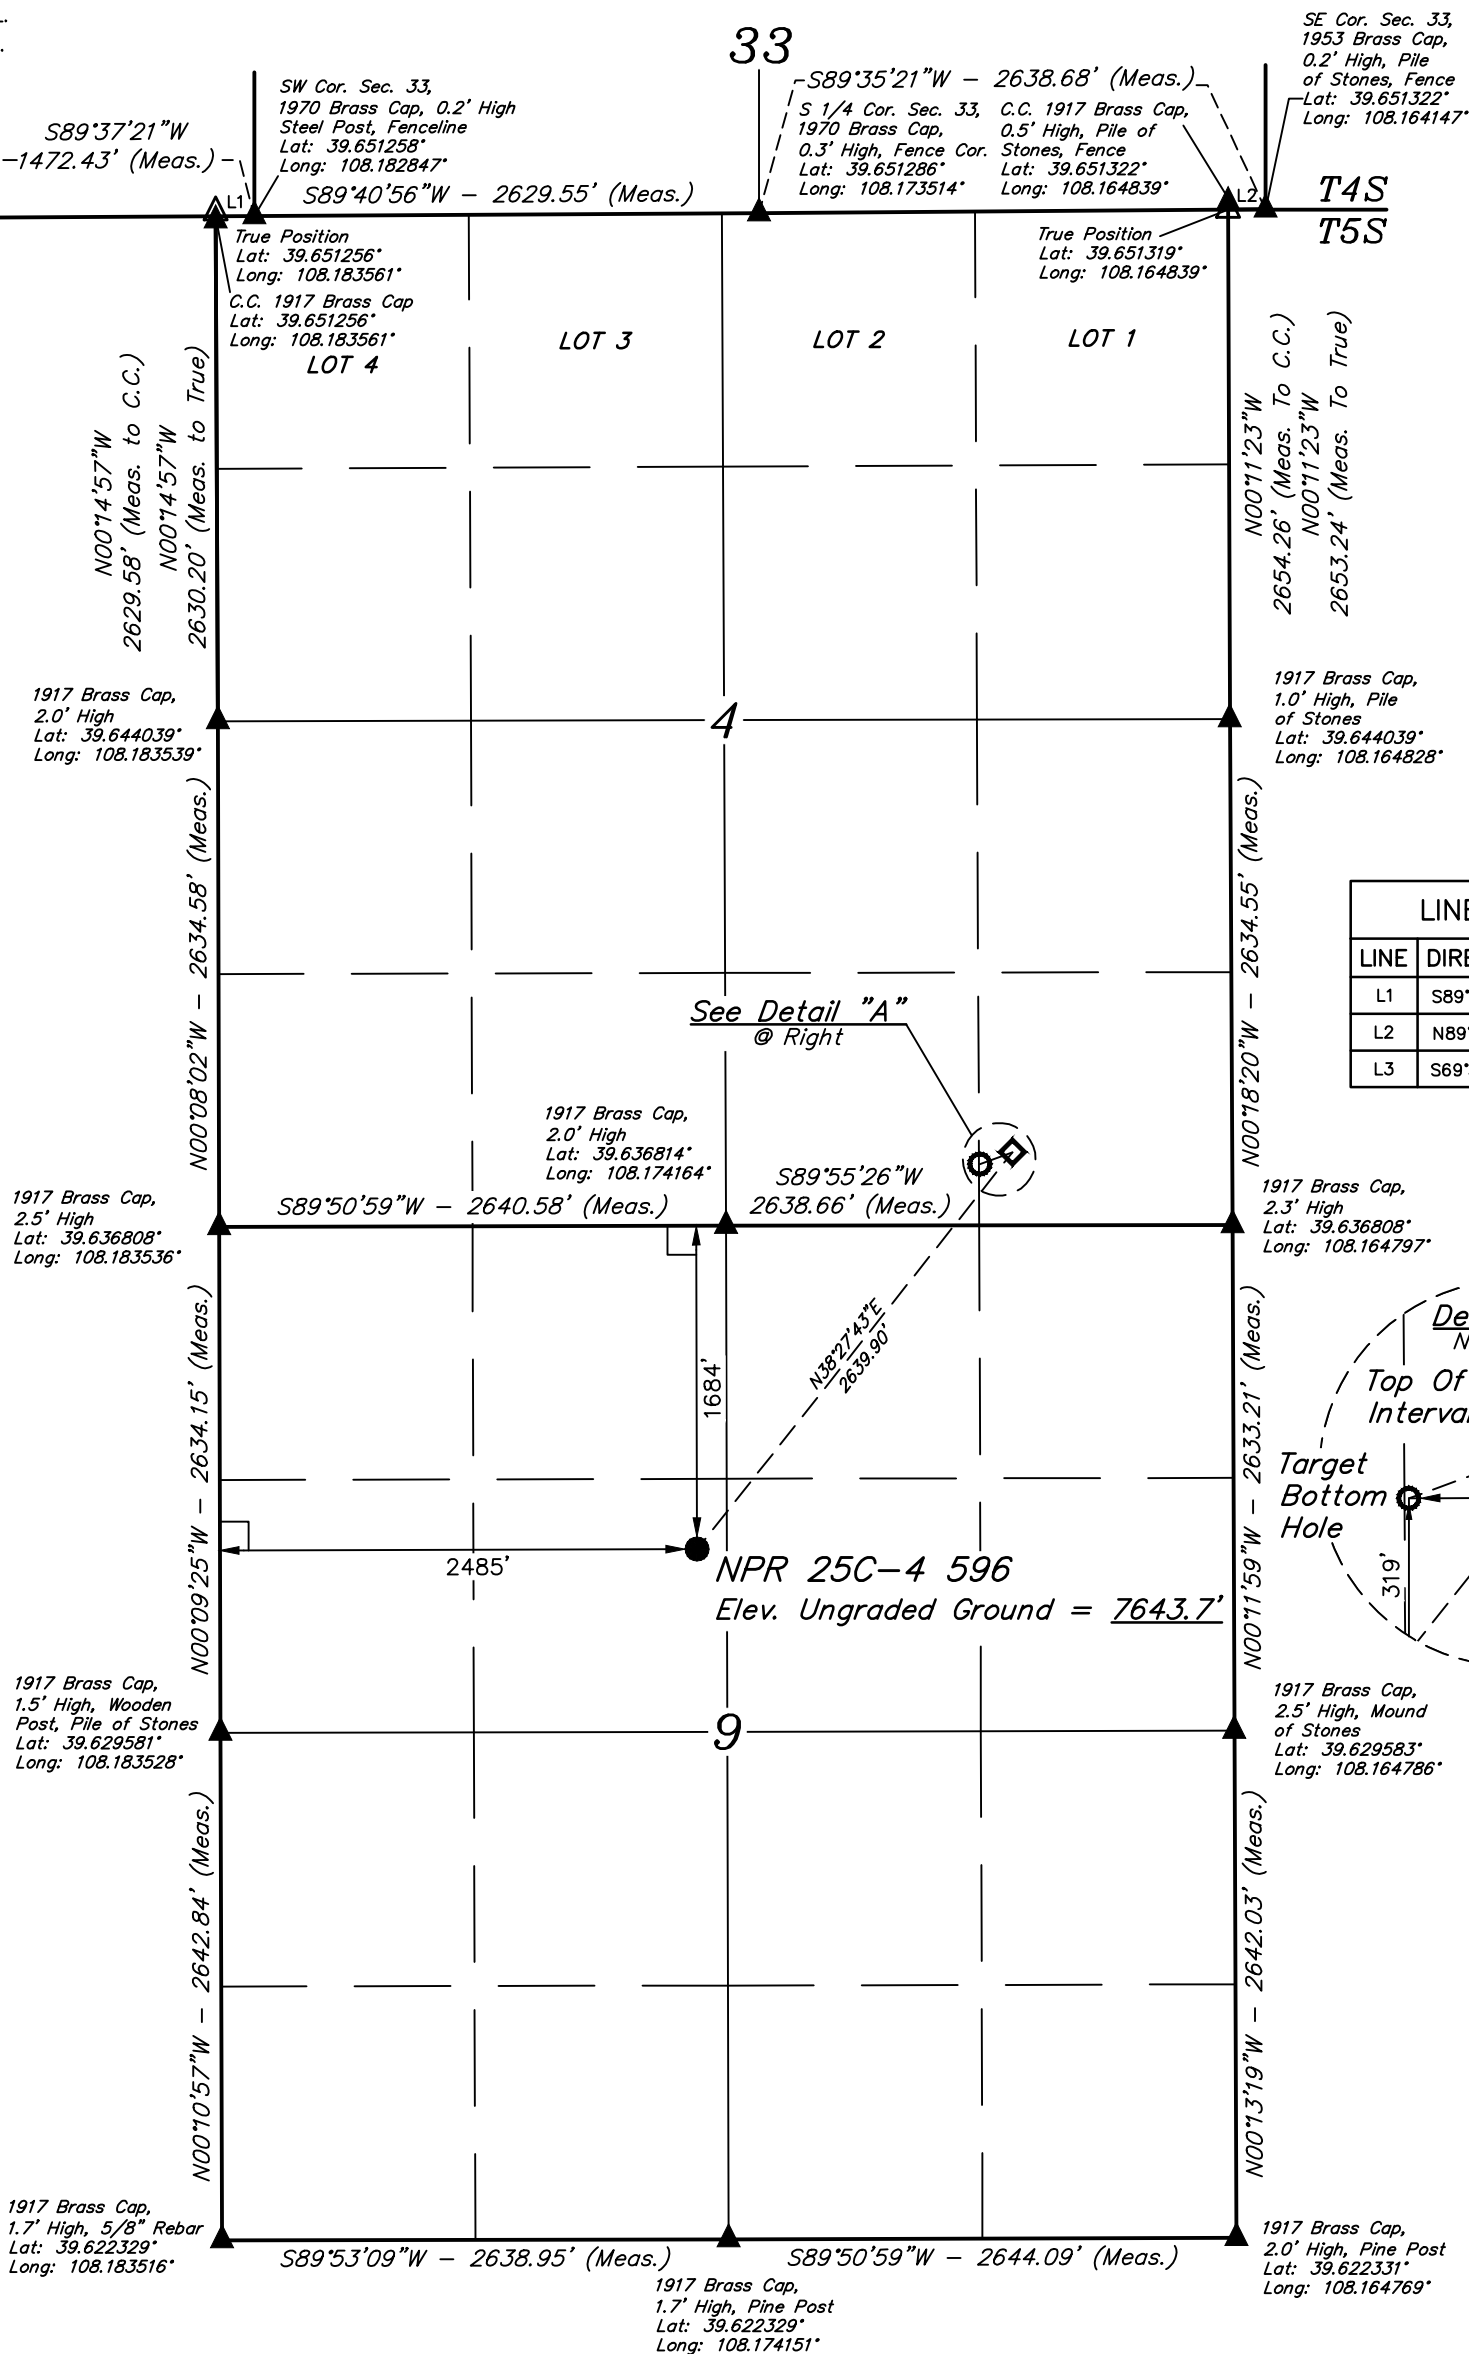 33
SE Cor. Sec. 33,
1953 Brass Cap,
0.2' High, Pile
of Stones, Fence
Lat: 39.651322°
Long: 108.164147°
SW Cor. Sec. 33,
1970 Brass Cap, 0.2' High
Steel Post, Fenceline
Lat: 39.651258°
Long: 108.182847°
S89°35'21"W - 2638.68' (Meas.)
S 1/4 Cor. Sec. 33,
1970 Brass Cap,
0.3' High, Fence Cor.
Lat: 39.651286°
Long: 108.173514°
C.C. 1917 Brass Cap,
0.5' High, Pile of
Stones, Fence
Lat: 39.651322°
Long: 108.164839°
S89°37'21"W
1472.43' (Meas.)
S89°40'56"W - 2629.55' (Meas.)
L1
L2
T4S
T5S
True Position
Lat: 39.651256°
Long: 108.183561°
True Position
Lat: 39.651319°
Long: 108.164839°
C.C. 1917 Brass Cap
Lat: 39.651256°
Long: 108.183561°
LOT 4
LOT 3
LOT 2
LOT 1
N00°14'57"W
2629.58' (Meas. to C.C.)
N00°14'57"W
2630.20' (Meas. to True)
N00°11'23"W
2654.26' (Meas. To C.C.)
N00°11'23"W
2653.24' (Meas. To True)
1917 Brass Cap,
2.0' High
Lat: 39.644039°
Long: 108.183539°
4
1917 Brass Cap,
1.0' High, Pile
of Stones
Lat: 39.644039°
Long: 108.164828°
N00°08'02"W - 2634.58' (Meas.)
N00°18'20"W - 2634.55' (Meas.)
LINE
LINE
L1 S89°
L2 N89°
L3 S69°
See Detail "A"
@ Right
1917 Brass Cap,
2.0' High
Lat: 39.636814°
Long: 108.174164°
S89°50'59"W - 2640.58' (Meas.)
S89°55'26"W
2638.66' (Meas.)
1917 Brass Cap,
2.5' High
Lat: 39.636808°
Long: 108.183536°
1917 Brass Cap,
2.3' High
Lat: 39.636808°
Long: 108.164797°
N00°09'25"W - 2634.15' (Meas.)
1684'
N38°27'43"E
2639.90'
N00°11'59"W - 2633.21' (Meas.)
Top Of
Target
Bottom
Hole
319'
2485'
NPR 25C-4 596
Elev. Ungraded Ground = 7643.7'
1917 Brass Cap,
1.5' High, Wooden
Post, Pile of Stones
Lat: 39.629581°
Long: 108.183528°
9
1917 Brass Cap,
2.5' High, Mound
of Stones
Lat: 39.629583°
Long: 108.164786°
N00°10'57"W - 2642.84' (Meas.)
N00°13'19"W - 2642.03' (Meas.)
1917 Brass Cap,
1.7' High, 5/8" Rebar
Lat: 39.622329°
Long: 108.183516°
S89°53'09"W - 2638.95' (Meas.)
S89°50'59"W - 2644.09' (Meas.)
1917 Brass Cap,
1.7' High, Pine Post
Lat: 39.622329°
Long: 108.174151°
1917 Brass Cap,
2.0' High, Pine Post
Lat: 39.622331°
Long: 108.164769°